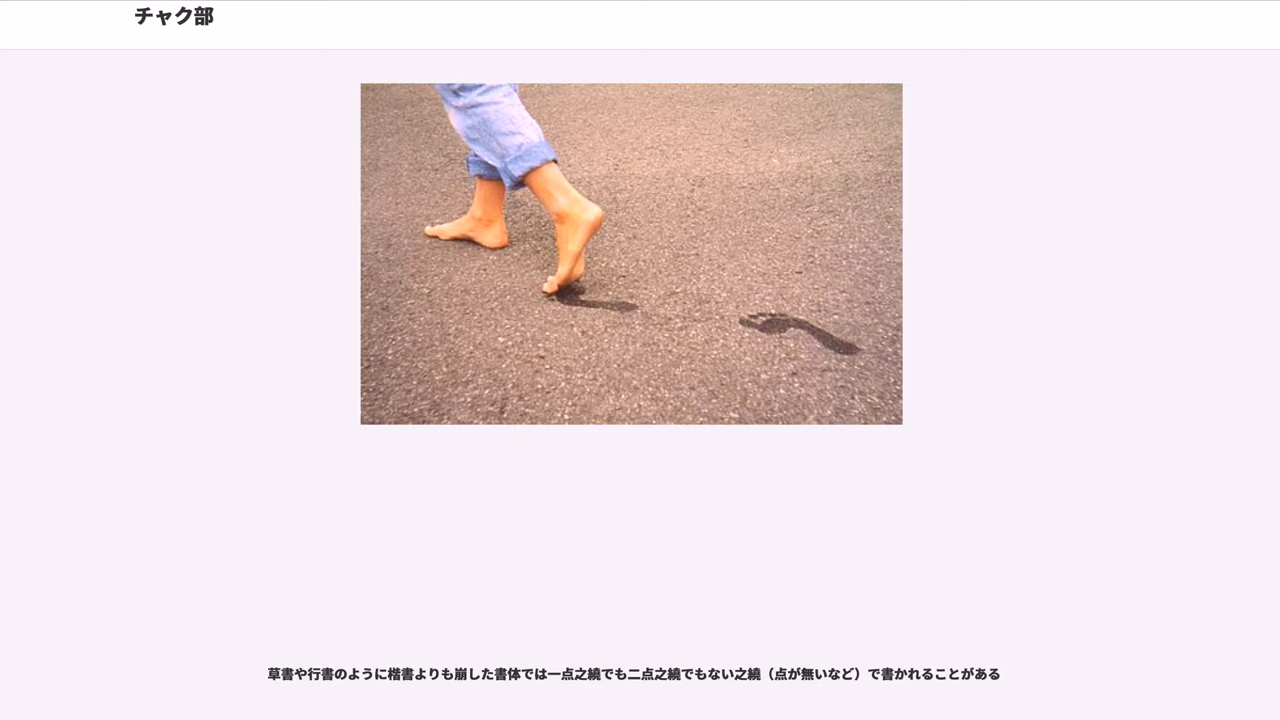 チャク部
草書や行書のように楷書よりも崩した書体では一点之繞でも二点之繞でもない之繞（点が無いなど）で書かれることがある